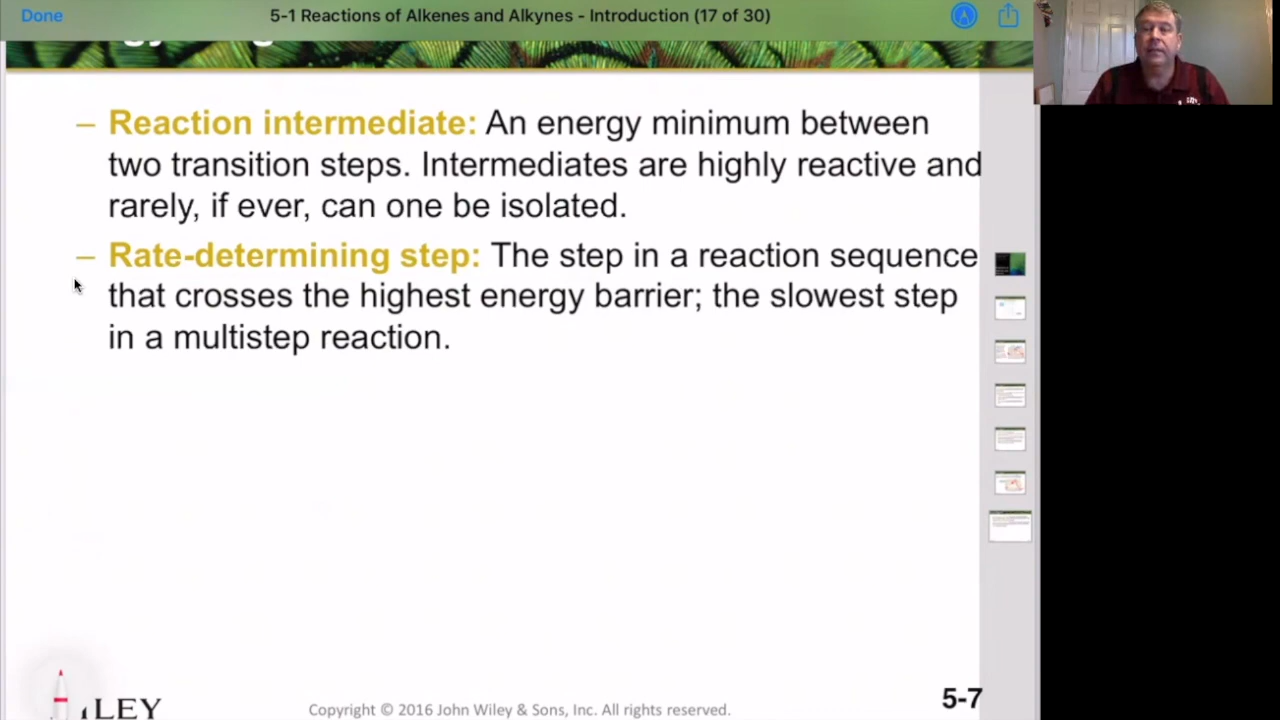 Done
5-1 Reactions of Alkenes and Alkynes - Introduction (17 of 30)
– Reaction intermediate: An energy minimum between
two transition steps. Intermediates are highly reactive and
rarely, if ever, can one be isolated.
– Rate-determining step: The step in a reaction sequence
that crosses the highest energy barrier; the slowest step
in a multistep reaction.
LEY
Copyright © 2016 John Wiley & Sons, Inc. All rights reserved.
5-7